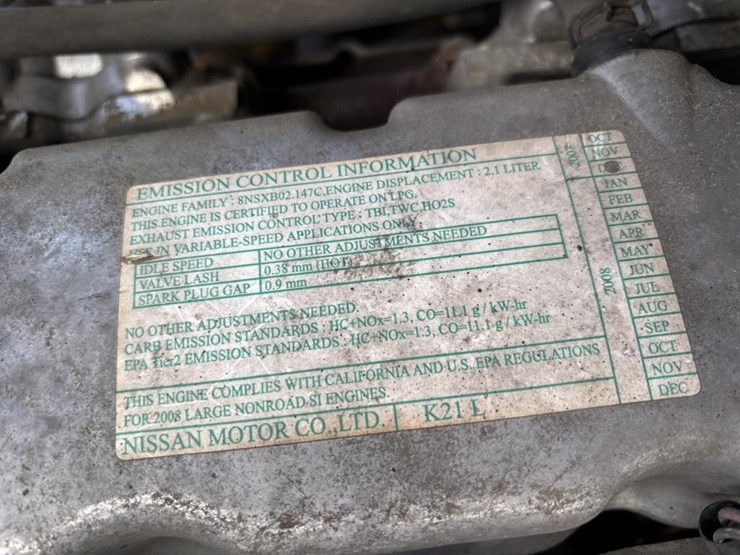 EMISSION CONTROL INFORMATION
ENGINE FAMILY : 8NSXB02.147C,ENGINE DISPLACEMENT : 2.1 LITER
THIS ENGINE IS CERTIFIED TO OPERATE ON LPG.
EXHAUST EMISSION CONTROL TYPE : TBI,TWC,HO2S
IN VARIABLE-SPEED APPLICATIONS ONLY.
IDLE SPEED NO OTHER ADJUSTMENTS NEEDED
VALVE LASH 0.38 mm (HOT)
SPARK PLUG GAP 0.9 mm
NO OTHER ADJUSTMENTS NEEDED.
CARB EMISSION STANDARDS : HC+NOx=1.3, CO=11.1 g / kW-hr
EPA Tier2 EMISSION STANDARDS : HC+NOx=1.3, CO=11.1 g / kW-hr
THIS ENGINE COMPLIES WITH CALIFORNIA AND U.S. EPA REGULATIONS
FOR 2008 LARGE NONROAD SI ENGINES.
NISSAN MOTOR CO.,LTD. K21 L
2007
OCT
NOV
2008
JAN
FEB
MAR
APR
MAY
JUN
JUL
AUG
SEP
OCT
NOV
DEC